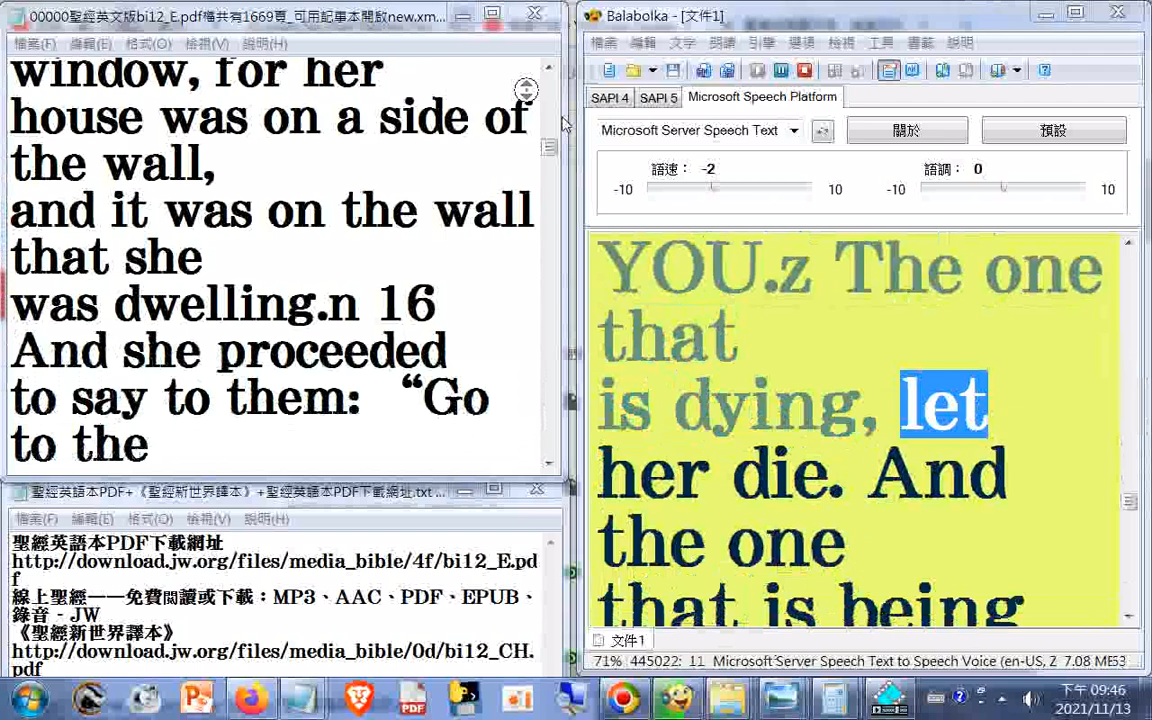 00000聖經英文版bi12_E.pdf檔共有1669頁_可用記事本開啟new.xm...
檔案(F) 編輯(E) 格式(O) 檢視(V) 說明(H)
window, for her
house was on a side of
the wall,
and it was on the wall
that she
was dwelling.n 16
And she proceeded
to say to them: “Go
to the
聖經英語本PDF+《聖經新世界譯本》+聖經英語本PDF下載網址.txt ...
檔案(F) 編輯(E) 格式(O) 檢視(V) 說明(H)
聖經英語本PDF下載網址
http://download.jw.org/files/media_bible/4f/bi12_E.pd
f
線上聖經——免費閱讀或下載：MP3、AAC、PDF、EPUB、
錄音 - JW
《聖經新世界譯本》
http://download.jw.org/files/media_bible/0d/bi12_CH.
pdf
Balabolka - [文件1]
檔案 編輯 文字 朗讀 引擎 選項 檢視 工具 書籤 說明
SAPI 4 SAPI 5 Microsoft Speech Platform
Microsoft Server Speech Text 關於 預設
語速： -2 語調： 0
-10 10 -10 10
YOU.z The one
that
is dying, let
her die. And
the one
that is being
文件1
71% 445022: 11 Microsoft Server Speech Text to Speech Voice (en-US, Z 7.08 ME53
下午 09:46
2021/11/13